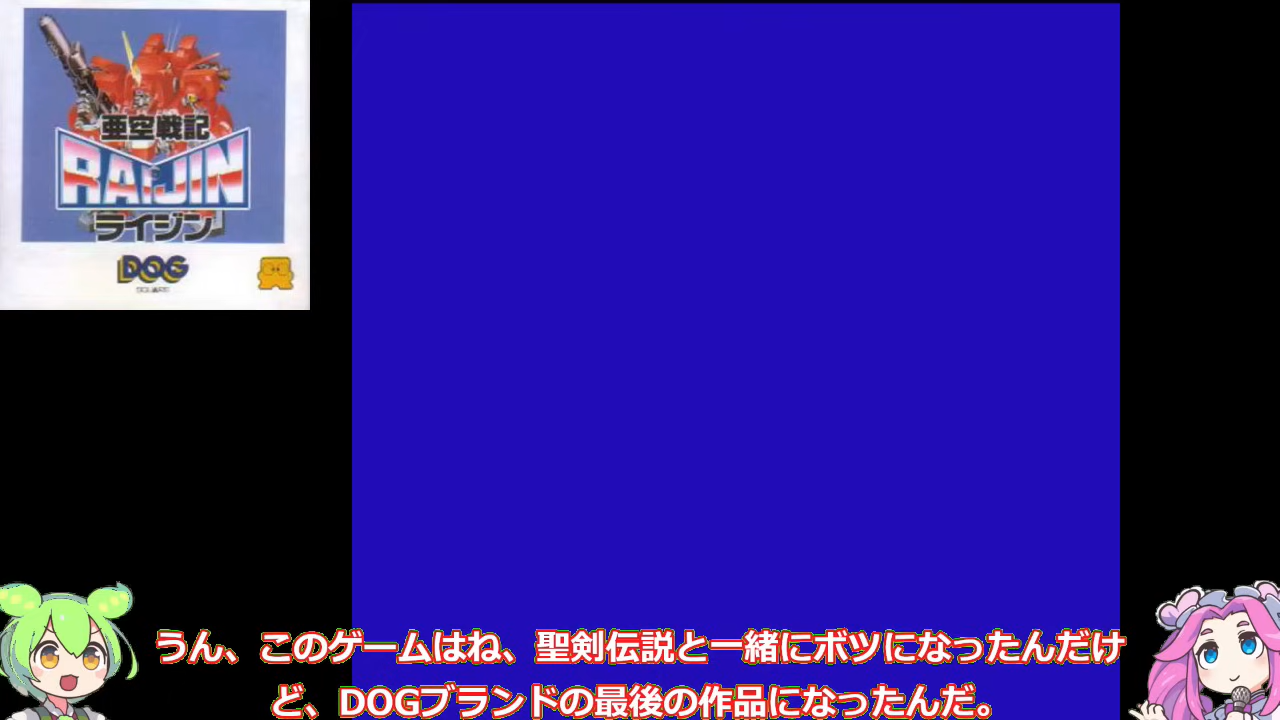 亜空戦記
RAIJIN
ライジン
DOG
SQUARE
うん、このゲームはね、聖剣伝説と一緒にボツになったんだけ
ど、DOGブランドの最後の作品になったんだ。